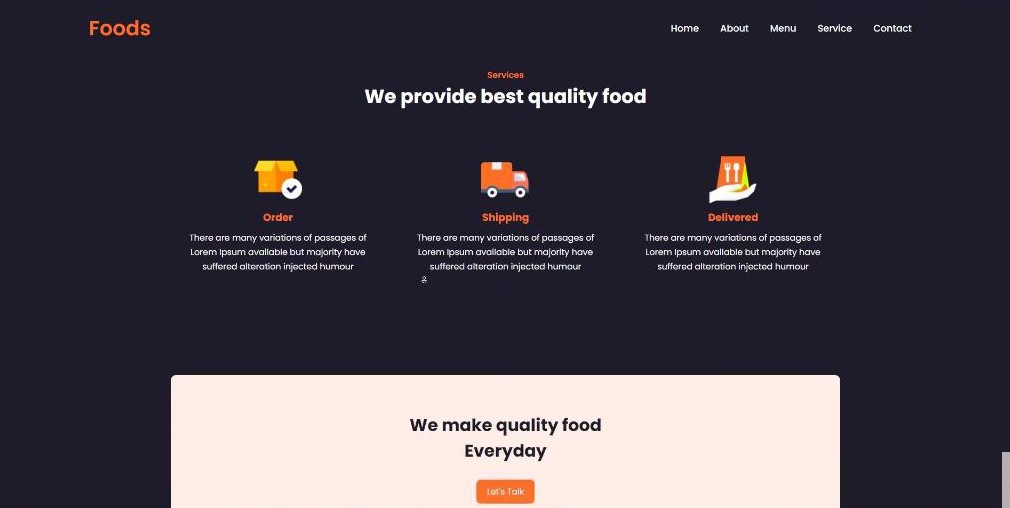 Foods
Home About Menu Service Contact
Services
We provide best quality food
Order
There are many variations of passages of
Lorem Ipsum available but majority have
suffered alteration injected humour
Shipping
There are many variations of passages of
Lorem Ipsum available but majority have
suffered alteration injected humour
Delivered
There are many variations of passages of
Lorem Ipsum available but majority have
suffered alteration injected humour
We make quality food
Everyday
Let's Talk